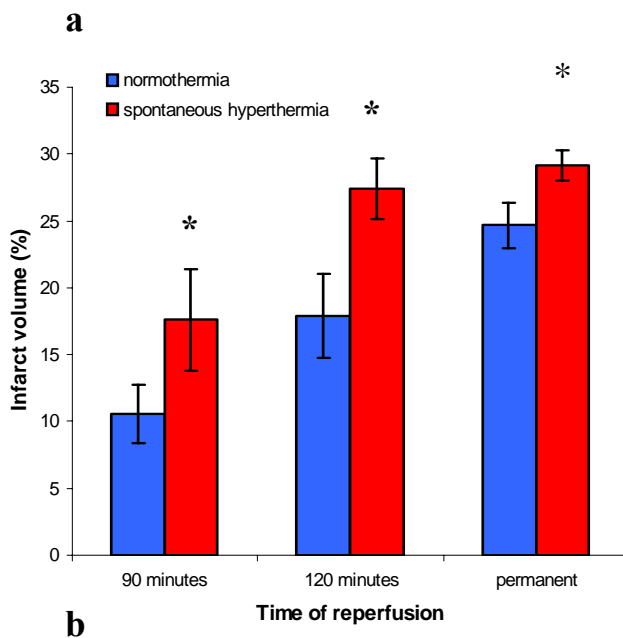 a
normothermia
spontaneous hyperthermia
*
*
*
35
30
25
20
15
10
5
0
Infarct volume (%)
90 minutes 120 minutes permanent
Time of reperfusion
b